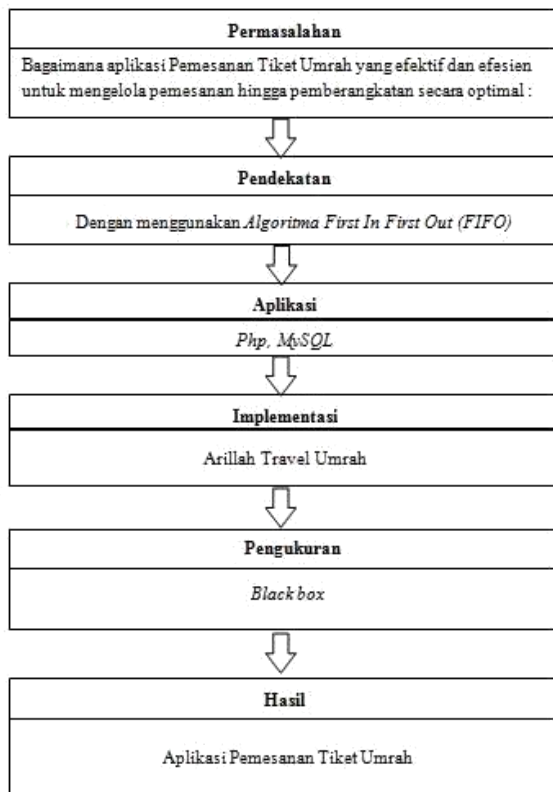 Permasalahan
Bagaimana aplikasi Pemesanan Tiket Umrah yang efektif dan efesien
untuk mengelola pemesanan hingga pemberangkatan secara optimal :
Pendekatan
Dengan menggunakan Algoritma First In First Out (FIFO)
Aplikasi
Php, MySQL
Implementasi
Arillah Travel Umrah
Pengukuran
Black box
Hasil
Aplikasi Pemesanan Tiket Umrah